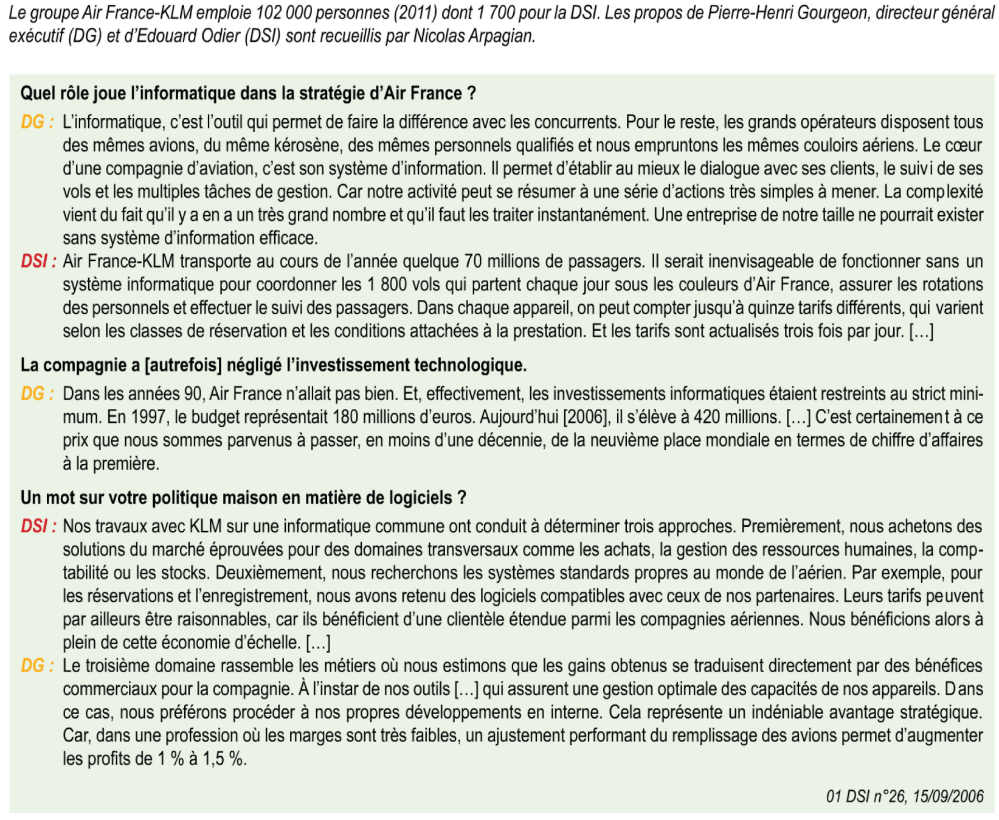 Le groupe Air France-KLM emploie 102 000 personnes (2011) dont 1 700 pour la DSI. Les propos de Pierre-Henri Gourgeon, directeur général
exécutif (DG) et d’Edouard Odier (DSI) sont recueillis par Nicolas Arpagian.
Quel rôle joue l’informatique dans la stratégie d’Air France ?
DG : L’informatique, c’est l’outil qui permet de faire la différence avec les concurrents. Pour le reste, les grands opérateurs disposent tous
des mêmes avions, du même kérosène, des mêmes personnels qualifiés et nous empruntons les mêmes couloirs aériens. Le cœur
d’une compagnie d’aviation, c’est son système d’information. Il permet d’établir au mieux le dialogue avec ses clients, le suivi de ses
vols et les multiples tâches de gestion. Car notre activité peut se résumer à une série d’actions très simples à mener. La complexité
vient du fait qu’il y a en a un très grand nombre et qu’il faut les traiter instantanément. Une entreprise de notre taille ne pourrait exister
sans système d’information efficace.
DSI : Air France-KLM transporte au cours de l’année quelque 70 millions de passagers. Il serait inenvisageable de fonctionner sans un
système informatique pour coordonner les 1 800 vols qui partent chaque jour sous les couleurs d’Air France, assurer les rotations
des personnels et effectuer le suivi des passagers. Dans chaque appareil, on peut compter jusqu’à quinze tarifs différents, qui varient
selon les classes de réservation et les conditions attachées à la prestation. Et les tarifs sont actualisés trois fois par jour. […]
La compagnie a [autrefois] négligé l’investissement technologique.
DG : Dans les années 90, Air France n’allait pas bien. Et, effectivement, les investissements informatiques étaient restreints au strict mini-
mum. En 1997, le budget représentait 180 millions d’euros. Aujourd’hui [2006], il s’élève à 420 millions. […] C’est certainement à ce
prix que nous sommes parvenus à passer, en moins d’une décennie, de la neuvième place mondiale en termes de chiffre d’affaires
à la première.
Un mot sur votre politique maison en matière de logiciels ?
DSI : Nos travaux avec KLM sur une informatique commune ont conduit à déterminer trois approches. Premièrement, nous achetons des
solutions du marché éprouvées pour des domaines transversaux comme les achats, la gestion des ressources humaines, la comp-
tabilité ou les stocks. Deuxièmement, nous recherchons les systèmes standards propres au monde de l’aérien. Par exemple, pour
les réservations et l’enregistrement, nous avons retenu des logiciels compatibles avec ceux de nos partenaires. Leurs tarifs peuvent
par ailleurs être raisonnables, car ils bénéficient d’une clientèle étendue parmi les compagnies aériennes. Nous bénéficions alors à
plein de cette économie d’échelle. […]
DG : Le troisième domaine rassemble les métiers où nous estimons que les gains obtenus se traduisent directement par des bénéfices
commerciaux pour la compagnie. À l’instar de nos outils […] qui assurent une gestion optimale des capacités de nos appareils. Dans
ce cas, nous préférons procéder à nos propres développements en interne. Cela représente un indéniable avantage stratégique.
Car, dans une profession où les marges sont très faibles, un ajustement performant du remplissage des avions permet d’augmenter
les profits de 1 % à 1,5 %.
01 DSI n°26, 15/09/2006